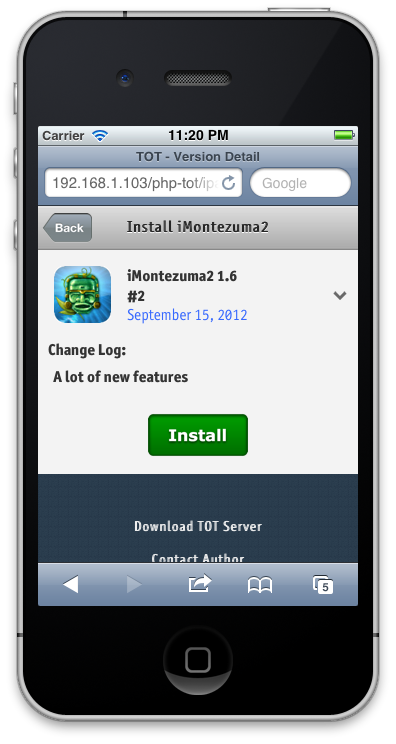 Carrier 11:20 PM
TOT - Version Detail
192.168.1.103/php-tot/ip
Google
Back
Install iMontezuma2
iMontezuma2 1.6
#2
September 15, 2012
Change Log:
A lot of new features
Install
Download TOT Server
Contact Author
5